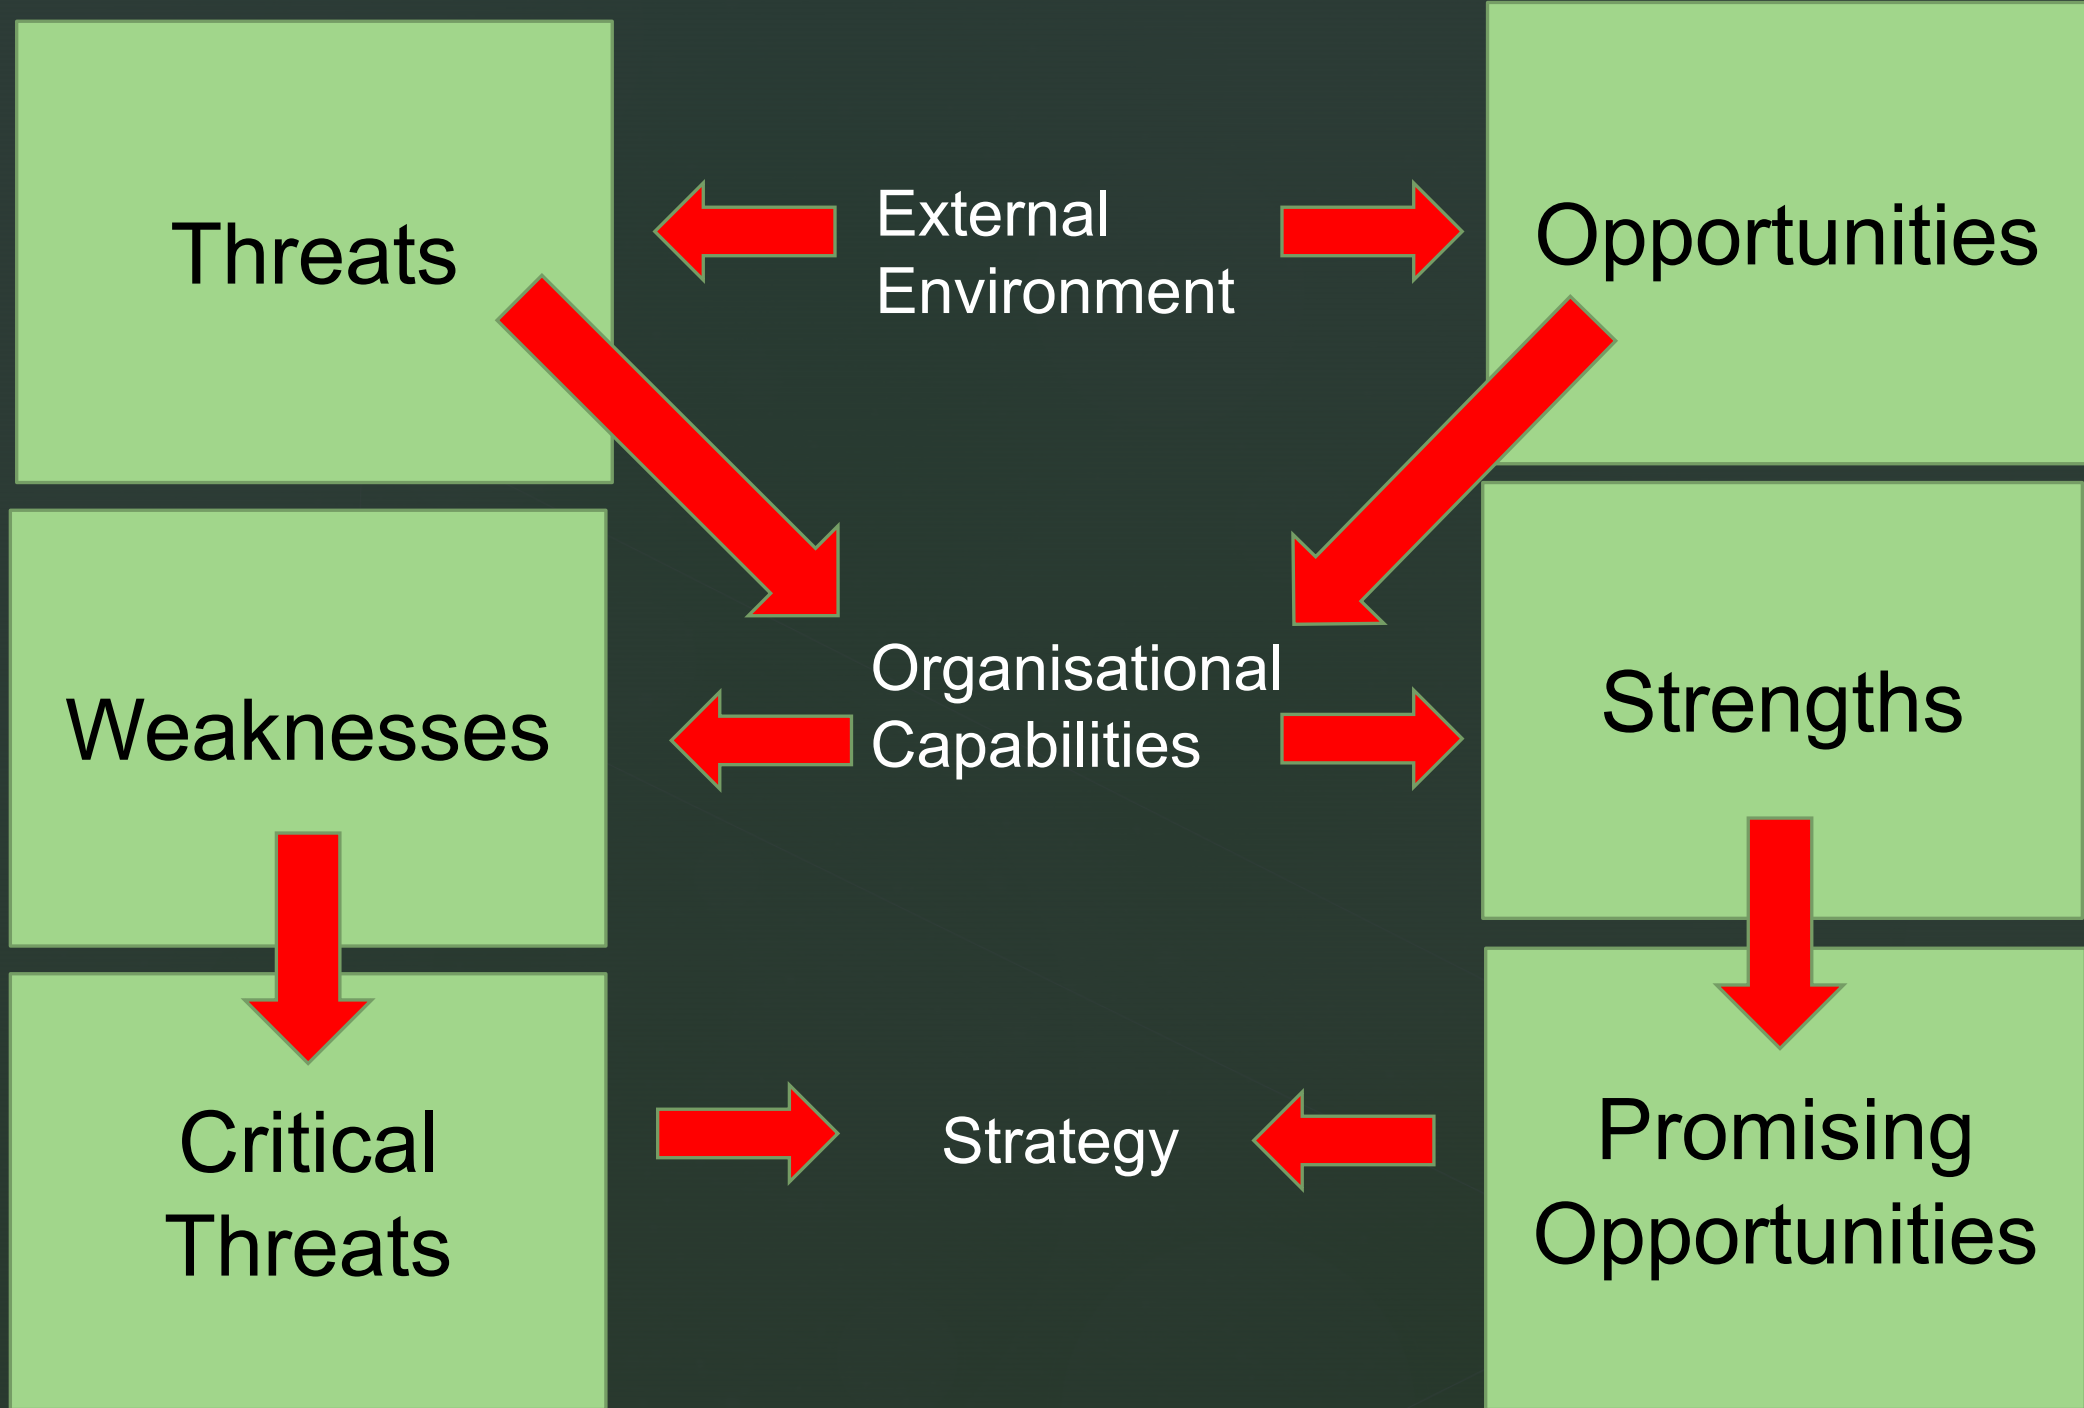 Threats
External
Environment
Opportunities
Weaknesses
Organisational
Capabilities
Strengths
Critical
Threats
Strategy
Promising
Opportunities